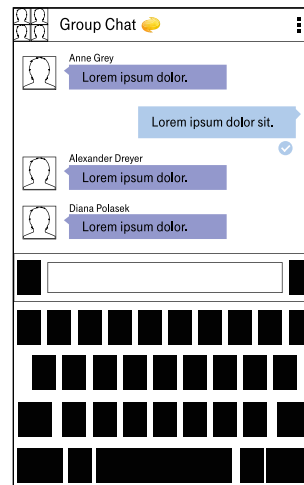 Group Chat
Anne Grey
Lorem ipsum dolor.
Lorem ipsum dolor sit.
Alexander Dreyer
Lorem ipsum dolor.
Diana Polasek
Lorem ipsum dolor.